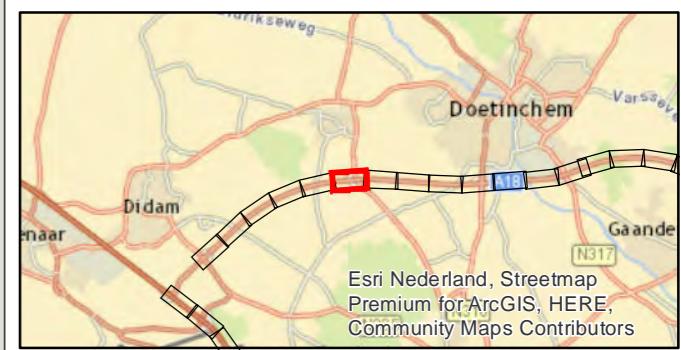 Doetinchem
Didam
enaar
A18
Gaande
N317
Esri Nederland, Streetmap
Premium for ArcGIS, HERE,
Community Maps Contributors